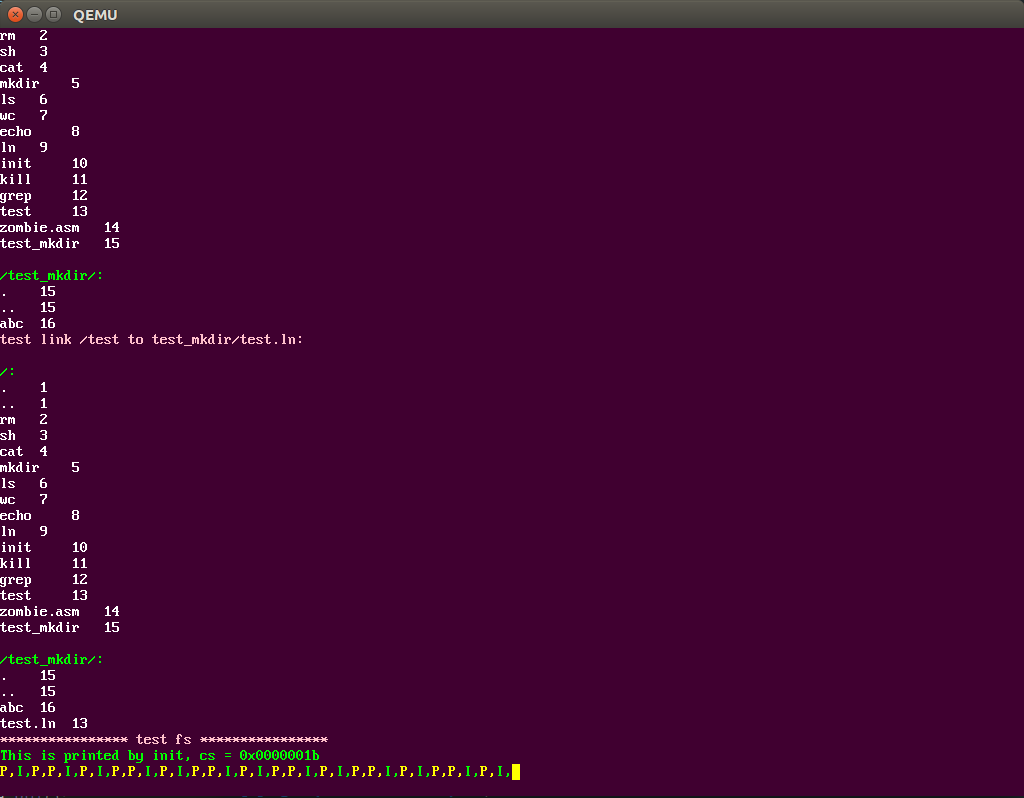 QEMU
rm 2
sh 3
cat 4
mkdir 5
ls 6
wc 7
echo 8
ln 9
init 10
kill 11
grep 12
test 13
zombie.asm 14
test_mkdir 15
/test_mkdir/:
. 15
.. 15
abc 16
test link /test to test_mkdir/test.ln:
/:
. 1
.. 1
rm 2
sh 3
cat 4
mkdir 5
ls 6
wc 7
echo 8
ln 9
init 10
kill 11
grep 12
test 13
zombie.asm 14
test_mkdir 15
/test_mkdir/:
. 15
.. 15
abc 16
test.ln 13
**************** test fs ****************
This is printed by init, cs = 0x0000001b
P,I,P,P,I,P,I,P,P,I,P,I,P,P,I,P,I,P,P,I,P,I,P,P,I,P,I,P,P,I,P,I,